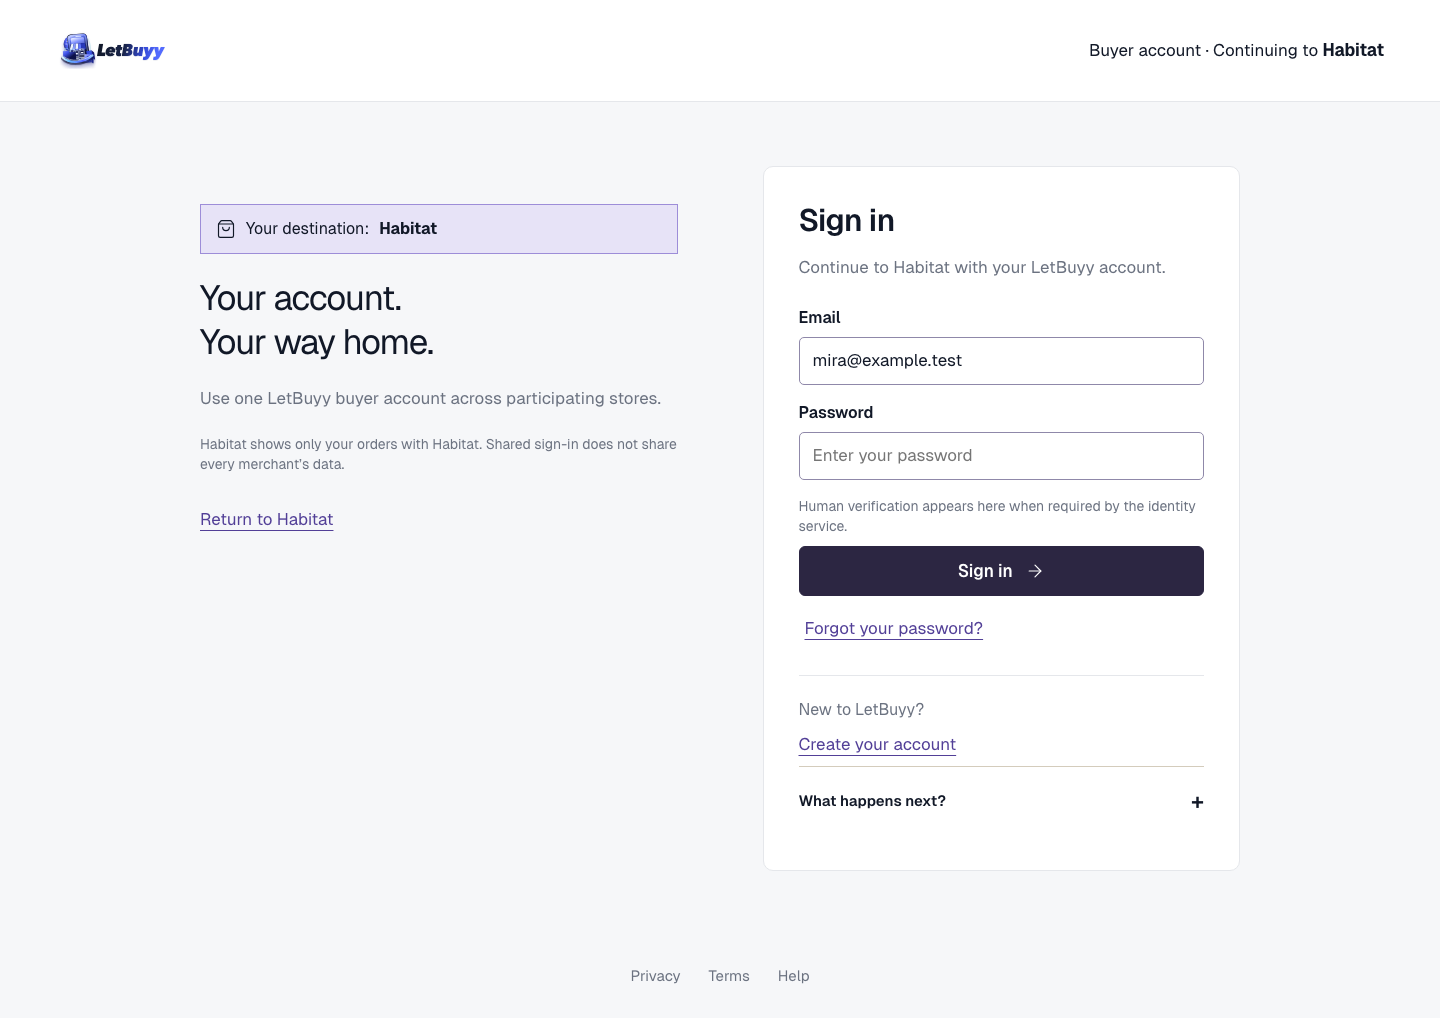 LetBuyy
Buyer account · Continuing to Habitat
Your destination: Habitat
Your account.
Your way home.
Use one LetBuyy buyer account across participating stores.
Habitat shows only your orders with Habitat. Shared sign-in does not share
every merchant's data.
Return to Habitat
Sign in
Continue to Habitat with your LetBuyy account.
Email
mira@example.test
Password
Enter your password
Human verification appears here when required by the identity
service.
Sign in →
Forgot your password?
New to LetBuyy?
Create your account
What happens next? +
Privacy Terms Help